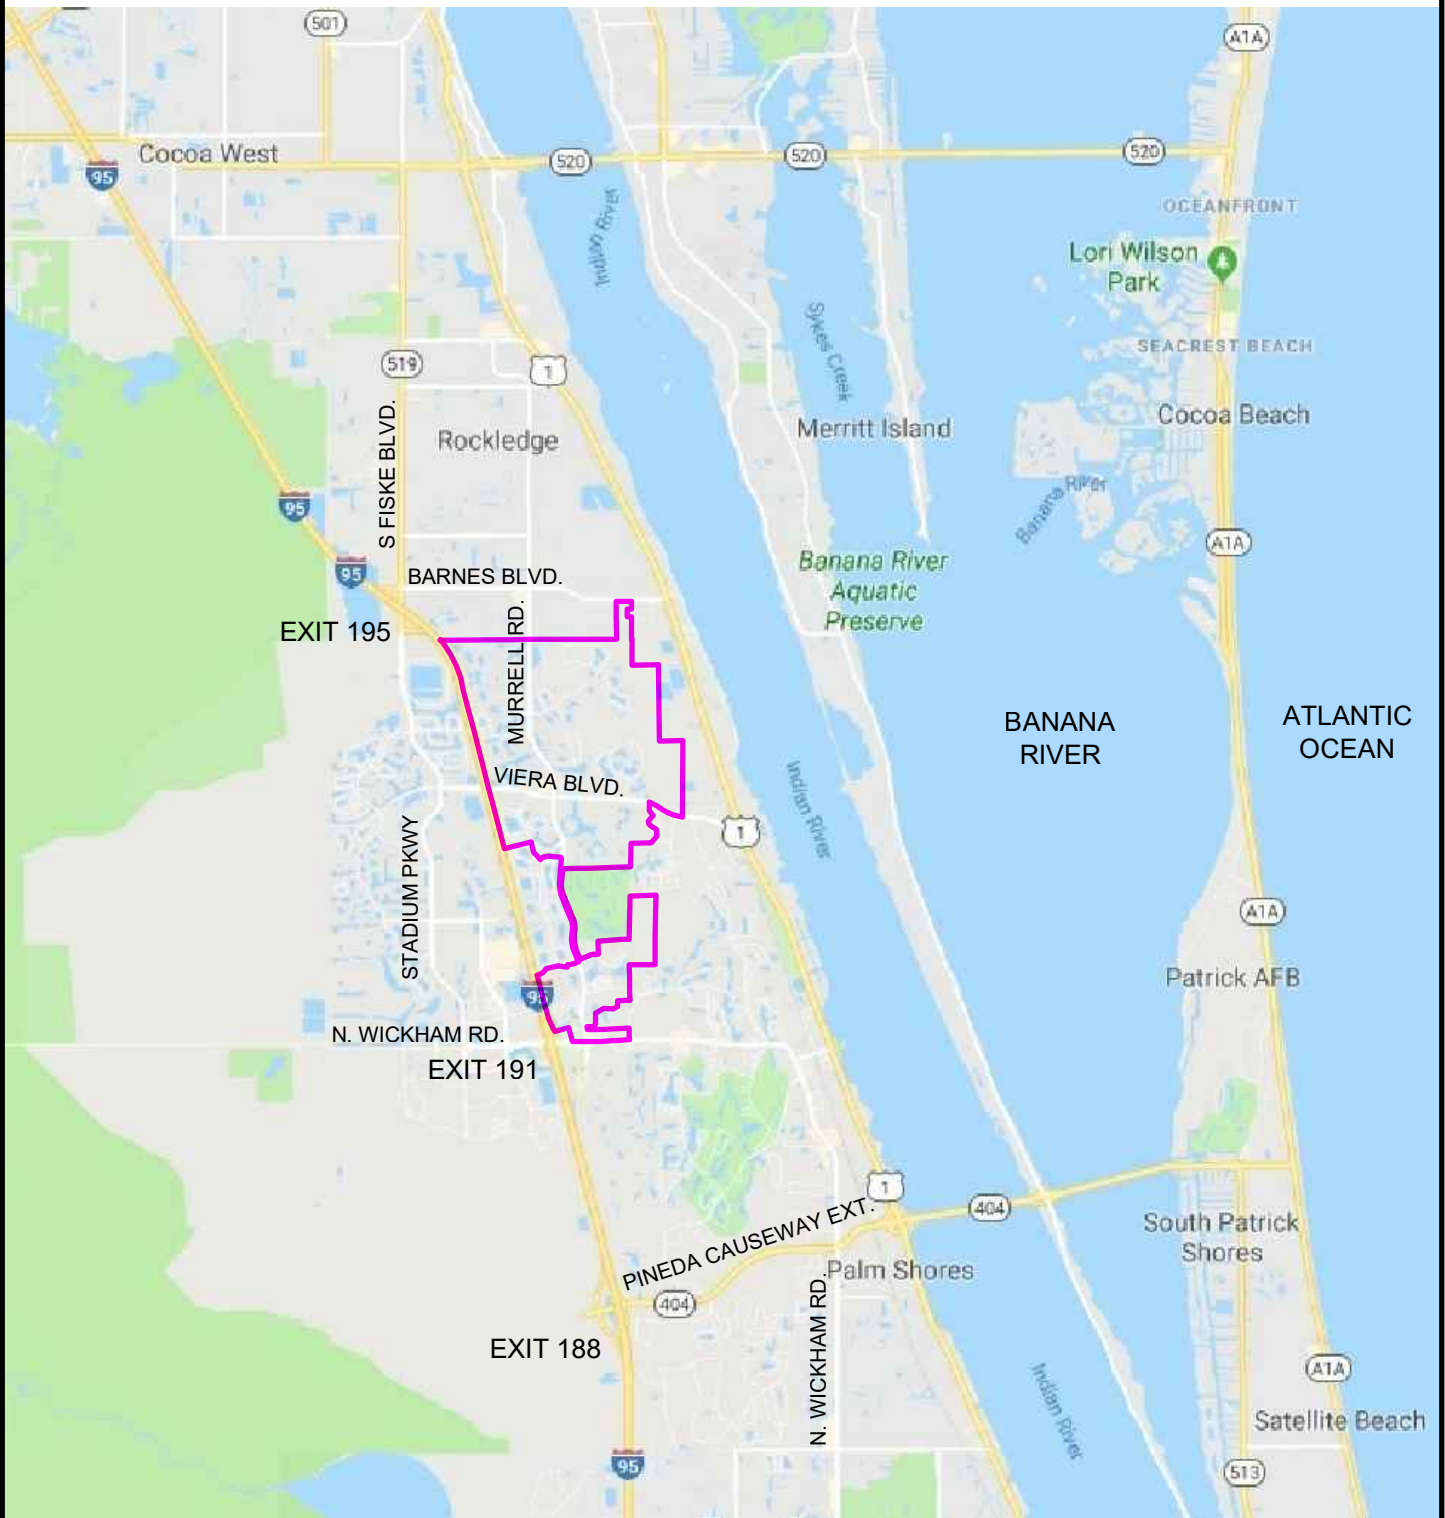 501
A1A
Cocoa West
95
520
520
520
Indian River
OCEANFRONT
Lori Wilson
Park
Sykes Creek
SEACREST BEACH
519
1
S FISKE BLVD.
Rockledge
Merritt Island
Cocoa Beach
Banana River
95
A1A
95
BARNES BLVD.
Banana River
Aquatic
Preserve
EXIT 195
MURRELL RD.
BANANA
RIVER
ATLANTIC
OCEAN
VIERA BLVD.
Indian River
1
STADIUM PKWY
A1A
Patrick AFB
95
N. WICKHAM RD.
EXIT 191
1
404
PINEDA CAUSEWAY EXT.
South Patrick
Shores
Palm Shores
404
EXIT 188
N. WICKHAM RD.
A1A
Indian River
Satellite Beach
95
513